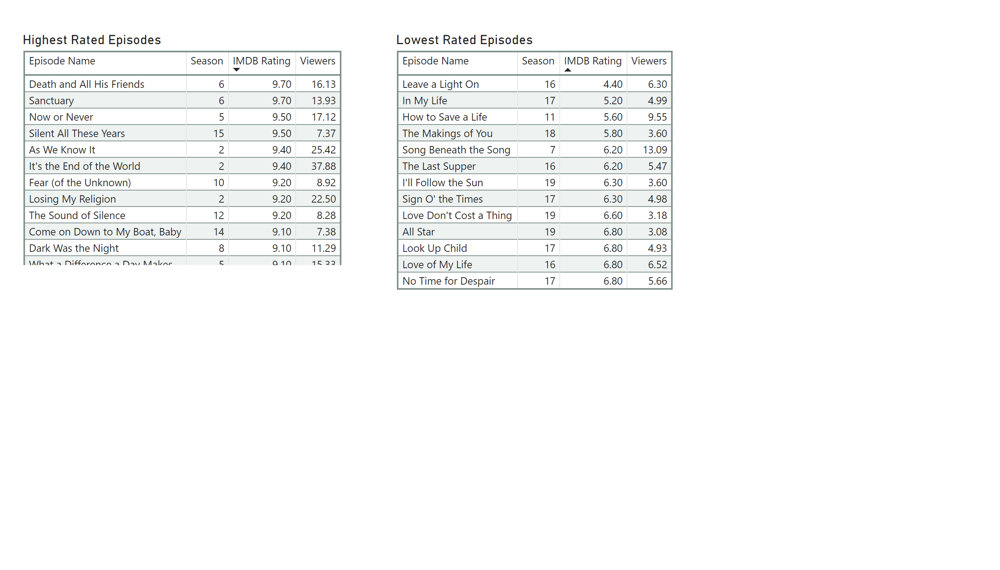 Highest Rated Episodes
Episode Name Season IMDB Rating Viewers
Death and All His Friends 6 9.70 16.13
Sanctuary 6 9.70 13.93
Now or Never 5 9.50 17.12
Silent All These Years 15 9.50 7.37
As We Know It 2 9.40 25.42
It's the End of the World 2 9.40 37.88
Fear (of the Unknown) 10 9.20 8.92
Losing My Religion 2 9.20 22.50
The Sound of Silence 12 9.20 8.28
Come on Down to My Boat, Baby 14 9.10 7.38
Dark Was the Night 8 9.10 11.29
What a Difference a Day Makes 5 9.10 15.33
Lowest Rated Episodes
Episode Name Season IMDB Rating Viewers
Leave a Light On 16 4.40 6.30
In My Life 17 5.20 4.99
How to Save a Life 11 5.60 9.55
The Makings of You 18 5.80 3.60
Song Beneath the Song 7 6.20 13.09
The Last Supper 16 6.20 5.47
I'll Follow the Sun 19 6.30 3.60
Sign O' the Times 17 6.30 4.98
Love Don't Cost a Thing 19 6.60 3.18
All Star 19 6.80 3.08
Look Up Child 17 6.80 4.93
Love of My Life 16 6.80 6.52
No Time for Despair 17 6.80 5.66